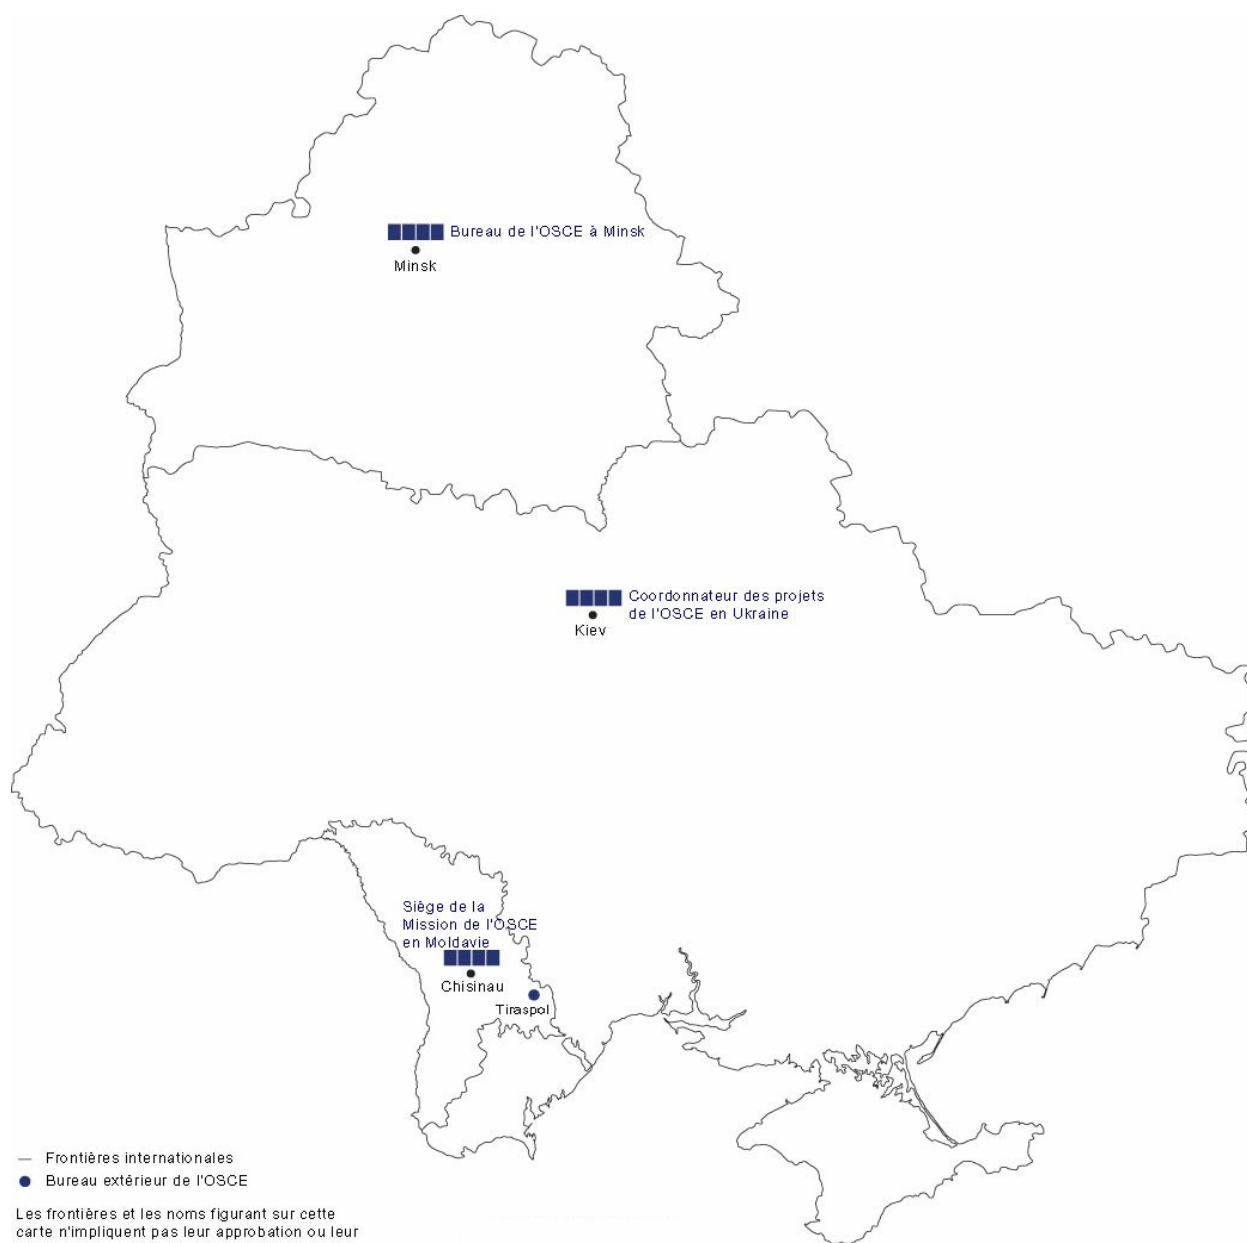 Bureau de l'OSCE à Minsk
Minsk
Coordonnateur des projets
de l'OSCE en Ukraine
Kiev
Siège de la
Mission de l'OSCE
en Moldavie
Chisinau
Tiraspol
Frontières internationales
Bureau extérieur de l'OSCE
Les frontières et les noms figurant sur cette
carte n'impliquent pas leur approbation ou leur